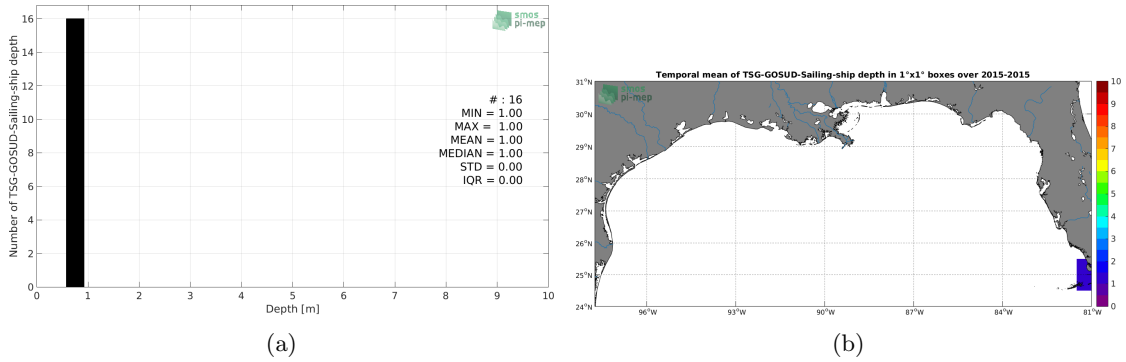 Number of TSG-GOSUD-Sailing-ship depth
16
14
12
10
8
6
4
2
0
0 1 2 3 4 5 6 7 8 9 10
Depth [m]
smos
pi-mep
# : 16
MIN = 1.00
MAX = 1.00
MEAN = 1.00
MEDIAN = 1.00
STD = 0.00
IQR = 0.00
(a)
Temporal mean of TSG-GOSUD-Sailing-ship depth in 1°x1° boxes over 2015-2015
smos
pi-mep
31°N
30°N
29°N
28°N
27°N
26°N
25°N
24°N
96°W 93°W 90°W 87°W 84°W 81°W
10
9
8
7
6
5
4
3
2
1
0
(b)